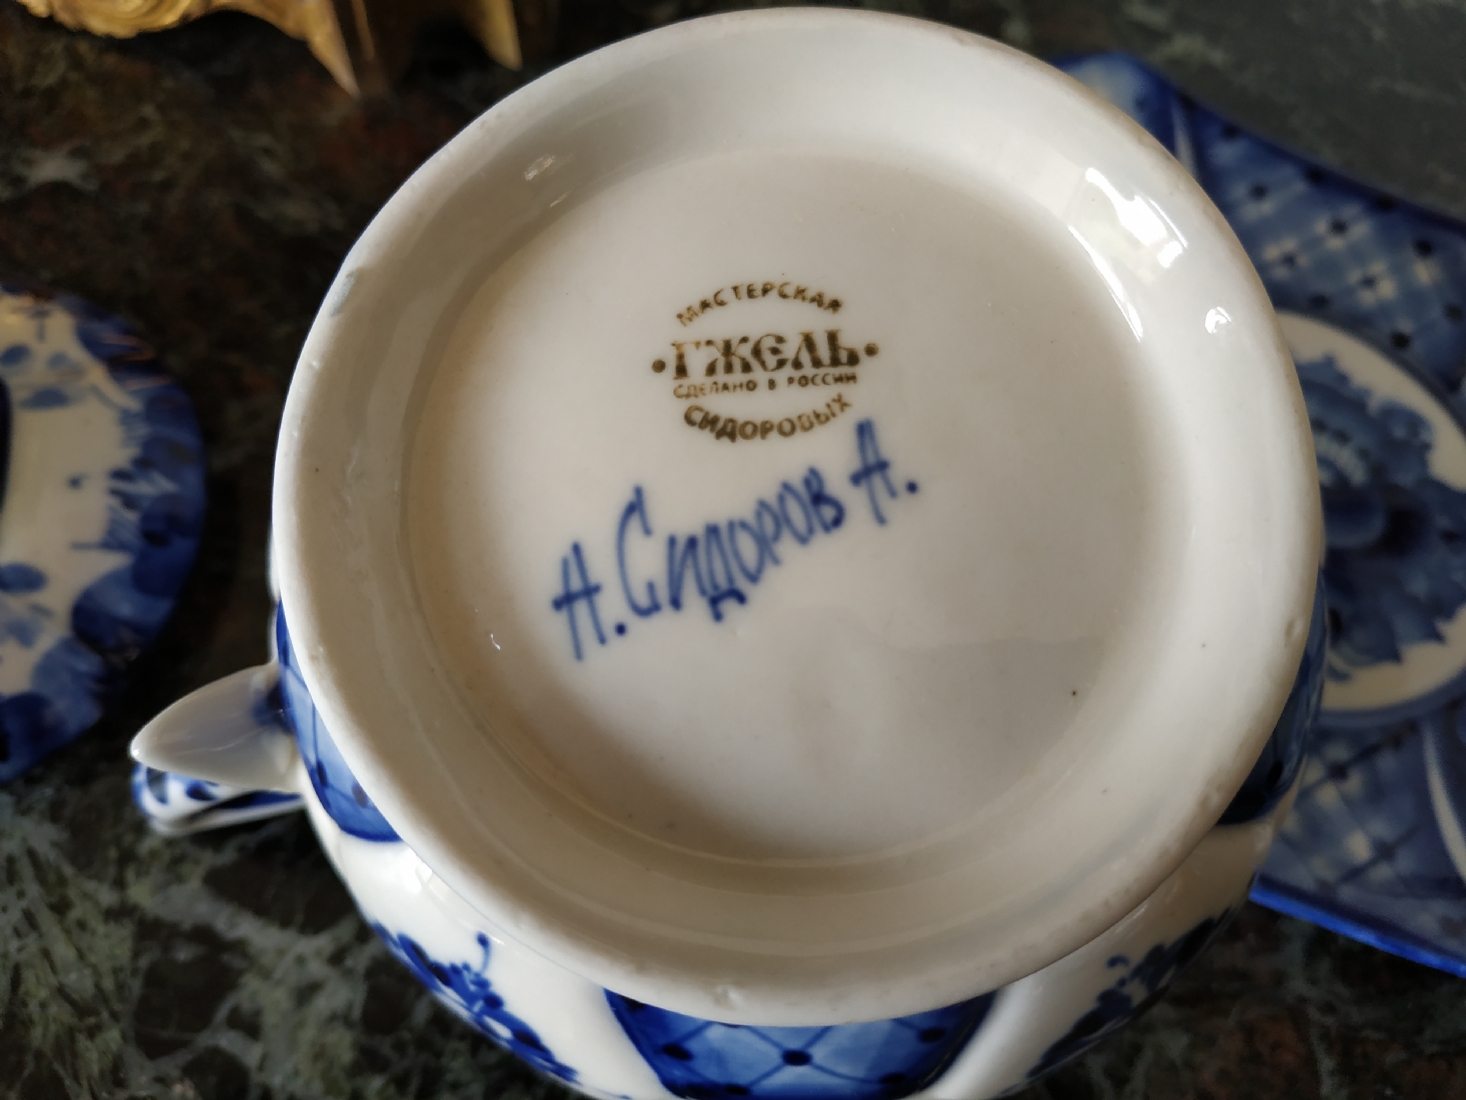 МАСТЕРСКАЯ
•ГЖЕЛЬ•
СДЕЛАНО В РОССИИ
СИДОРОВЫХ
А.Сидоров А.